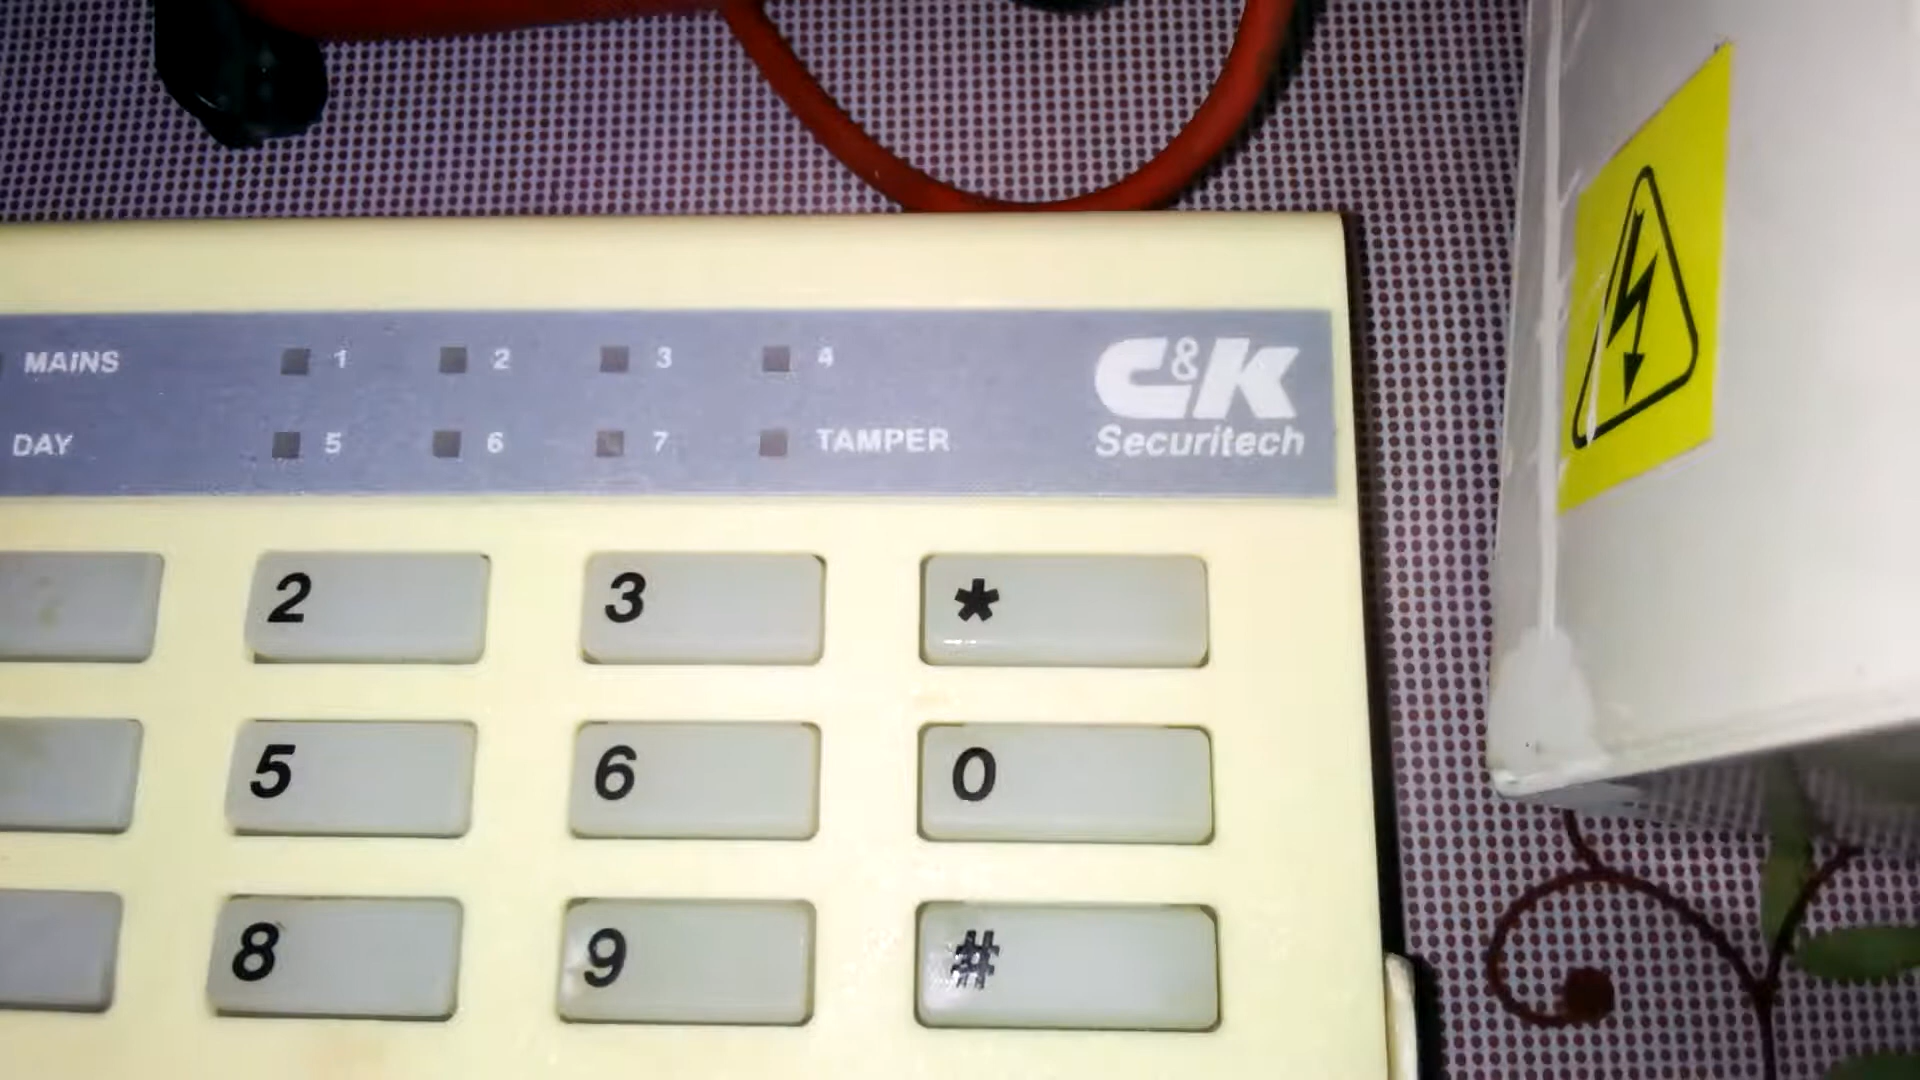 MAINS 1 2 3 4
DAY 5 6 7 TAMPER
C&K
Securitech
2 3 *
5 6 0
8 9 #